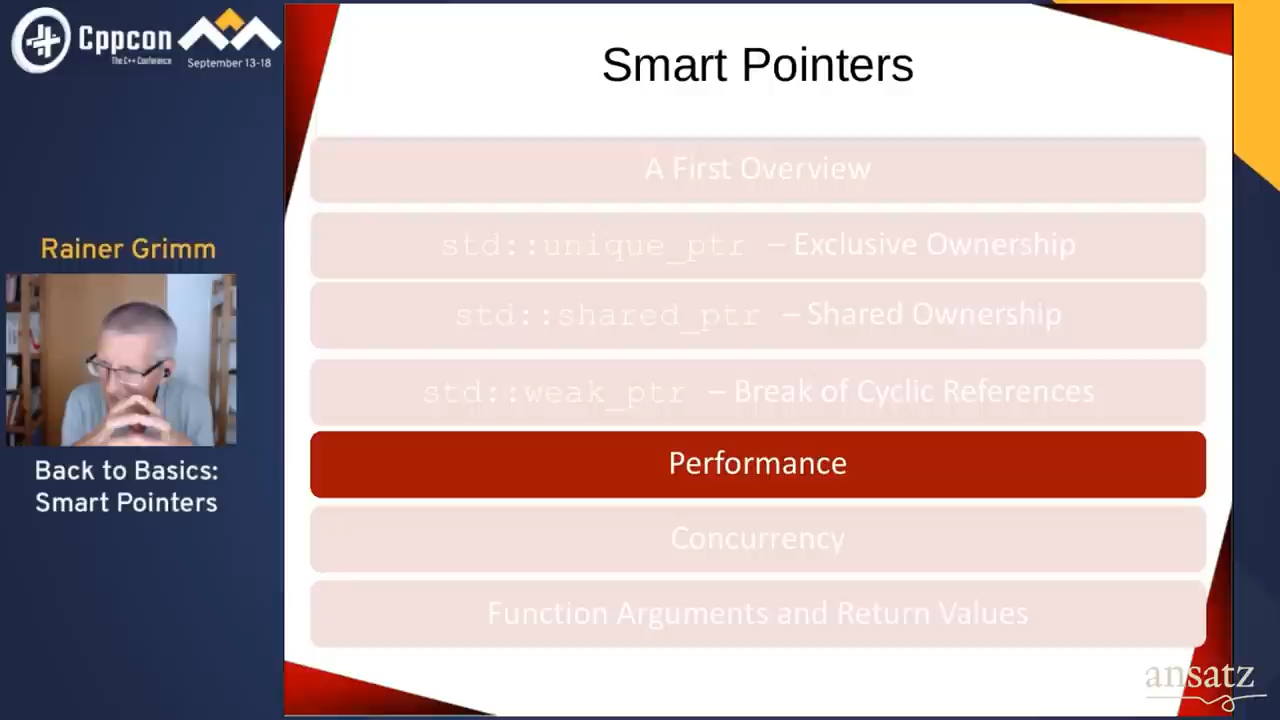 Cppcon
The C++ Conference
September 13-18
Rainer Grimm
Back to Basics:
Smart Pointers
Smart Pointers
A First Overview
std::unique_ptr – Exclusive Ownership
std::shared_ptr – Shared Ownership
std::weak_ptr – Break of Cyclic References
Performance
Concurrency
Function Arguments and Return Values
ansatz